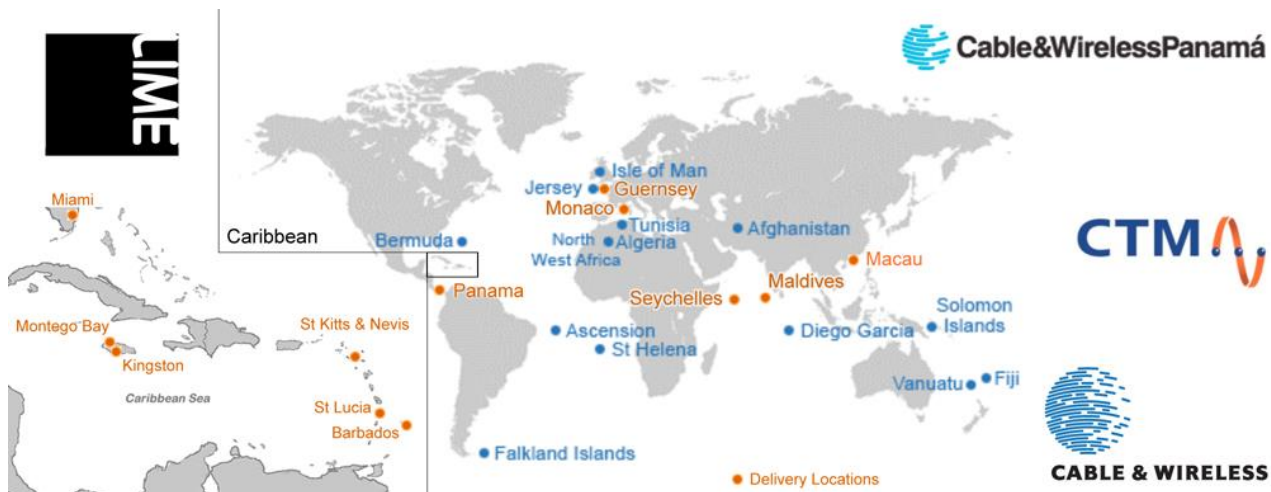 LIME
Cable&WirelessPanamá
Isle of Man
Jersey
Guernsey
Miami
Monaco
Tunisia
Afghanistan
Caribbean
Bermuda
North
Algeria
West Africa
Macau
Panama
Seychelles
Maldives
CTM
Solomon
Islands
Montego Bay
St Kitts & Nevis
Ascension
Diego Garcia
Kingston
St Helena
Vanuatu
Fiji
Caribbean Sea
St Lucia
Barbados
Falkland Islands
Delivery Locations
CABLE & WIRELESS